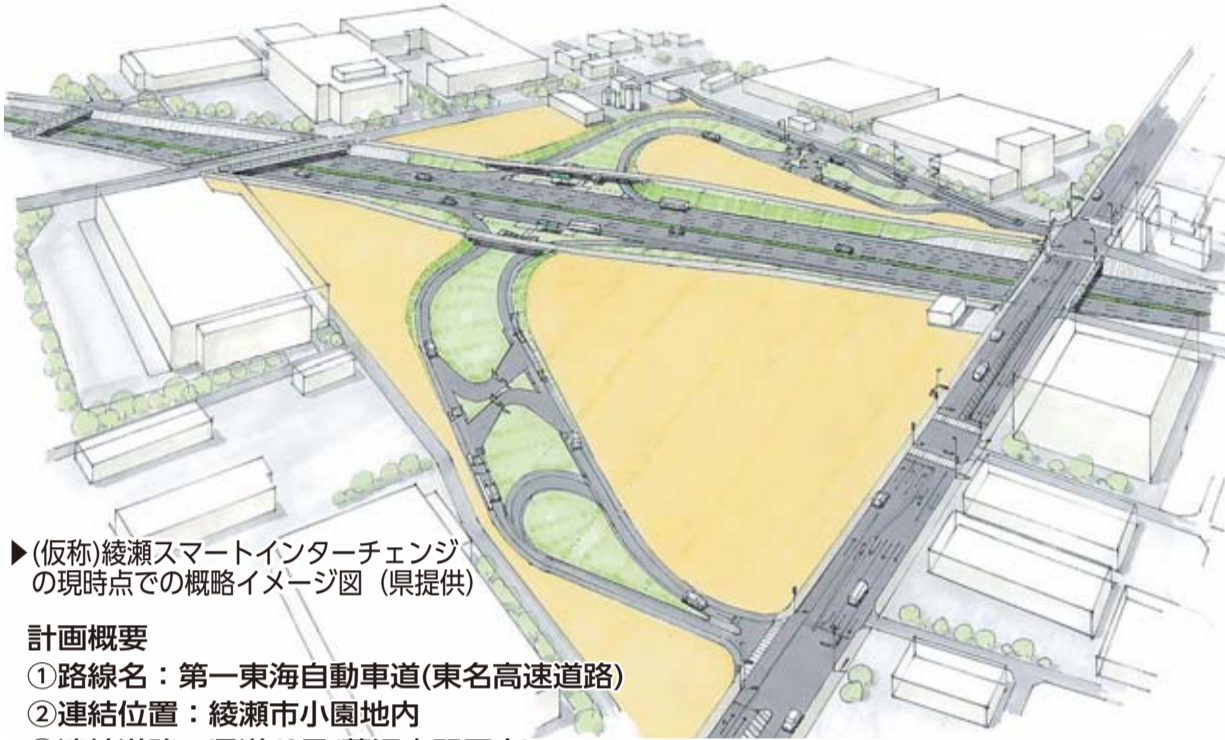 ▶(仮称)綾瀬スマートインターチェンジ
の現時点での概略イメージ図（県提供）
計画概要
①路線名：第一東海自動車道(東名高速道路)
②連結位置：綾瀬市小園地内